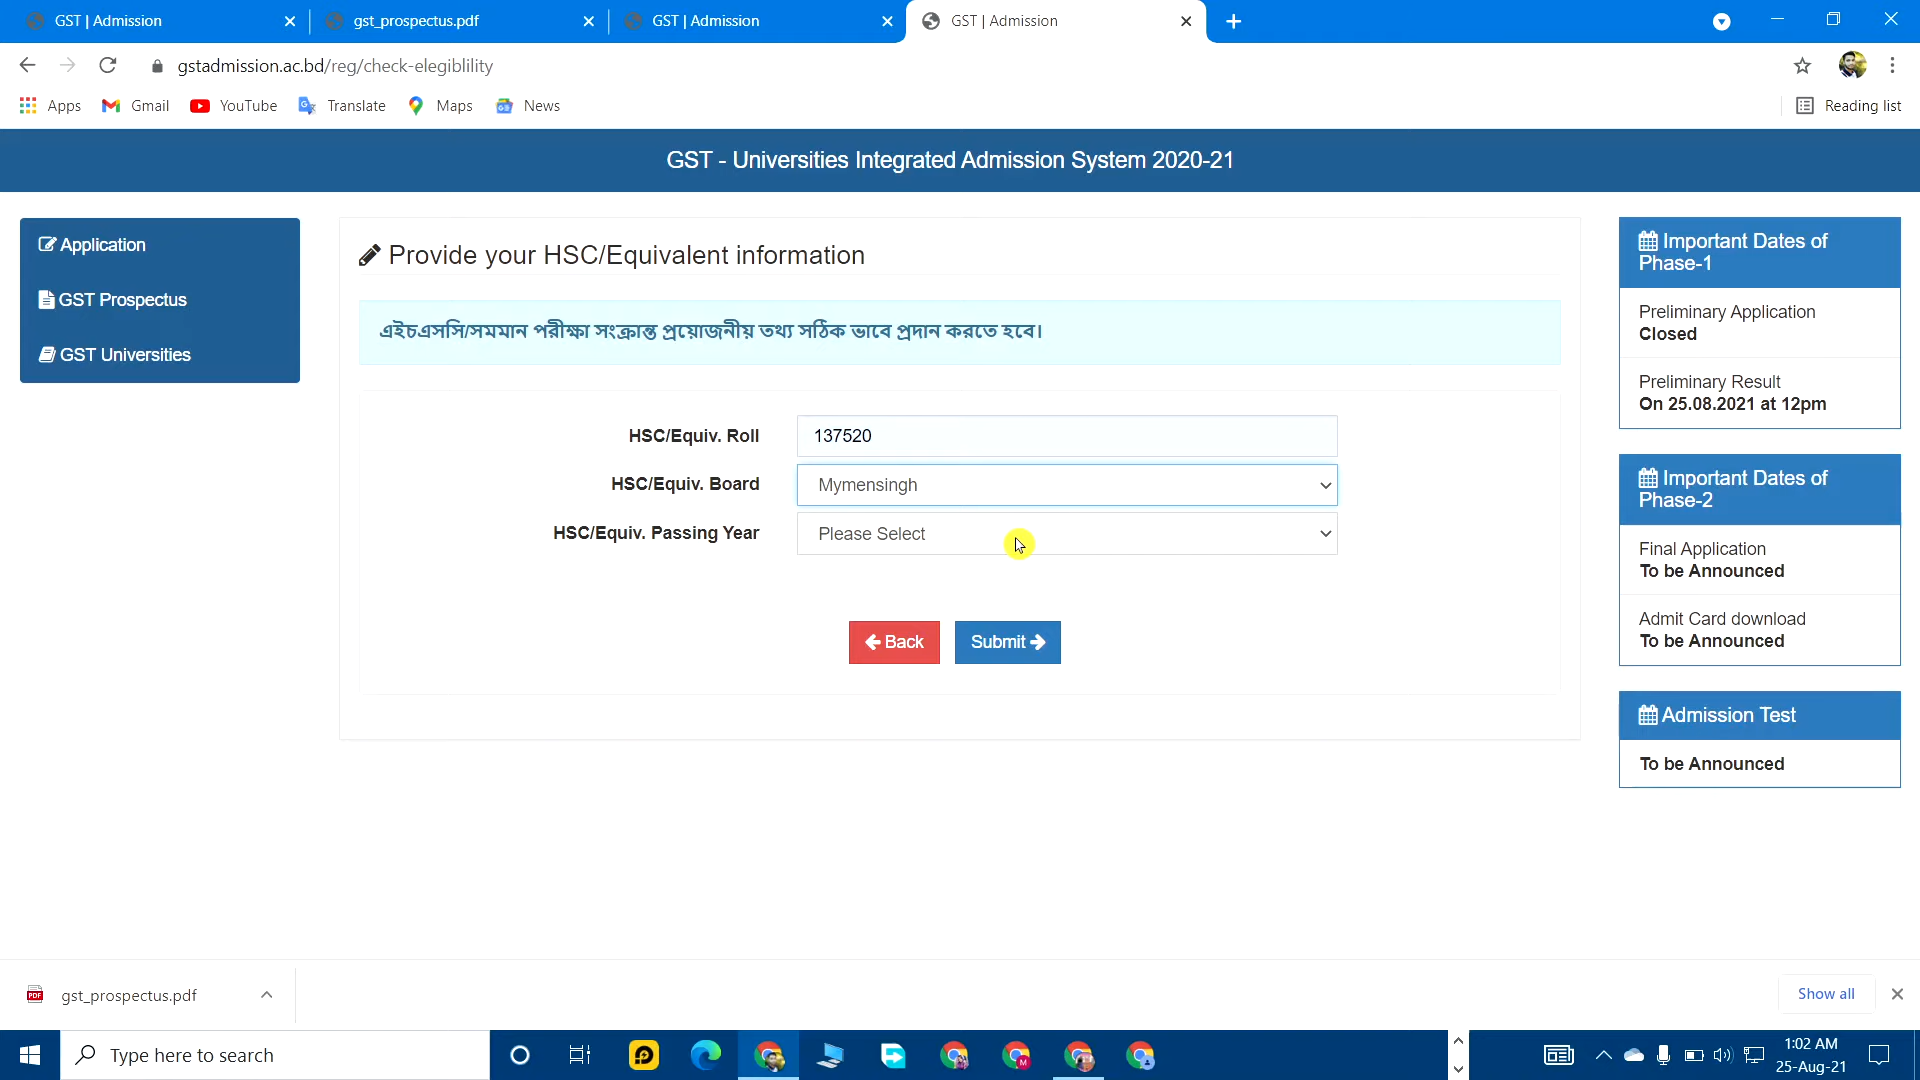 GST | Admission
gst_prospectus.pdf
GST | Admission
GST | Admission
gstadmission.ac.bd/reg/check-elegiblility
Apps
Gmail
YouTube
Translate
Maps
News
Reading list
GST - Universities Integrated Admission System 2020-21
Application
GST Prospectus
GST Universities
Provide your HSC/Equivalent information
এইচএসসি/সমমান পরীক্ষা সংক্রান্ত প্রয়োজনীয় তথ্য সঠিক ভাবে প্রদান করতে হবে।
HSC/Equiv. Roll
137520
HSC/Equiv. Board
Mymensingh
HSC/Equiv. Passing Year
Please Select
Back
Submit
Important Dates of
Phase-1
Preliminary Application
Closed
Preliminary Result
On 25.08.2021 at 12pm
Important Dates of
Phase-2
Final Application
To be Announced
Admit Card download
To be Announced
Admission Test
To be Announced
PDF
gst_prospectus.pdf
Show all
Type here to search
M
1:02 AM
25-Aug-21